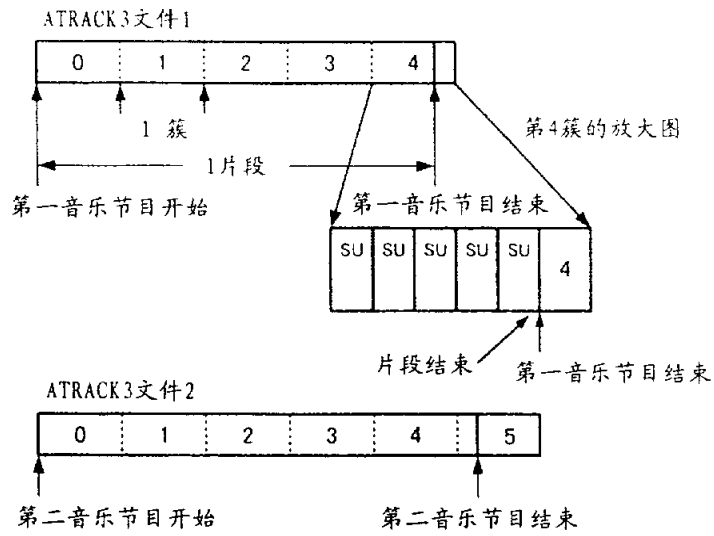 ATRACK3文件1
0 1 2 3 4
1 簇
第4簇的放大图
1片段
第一音乐节目开始
第一音乐节目结束
SU SU SU SU SU 4
片段结束
第一音乐节目结束
ATRACK3文件2
0 1 2 3 4 5
第二音乐节目开始
第二音乐节目结束